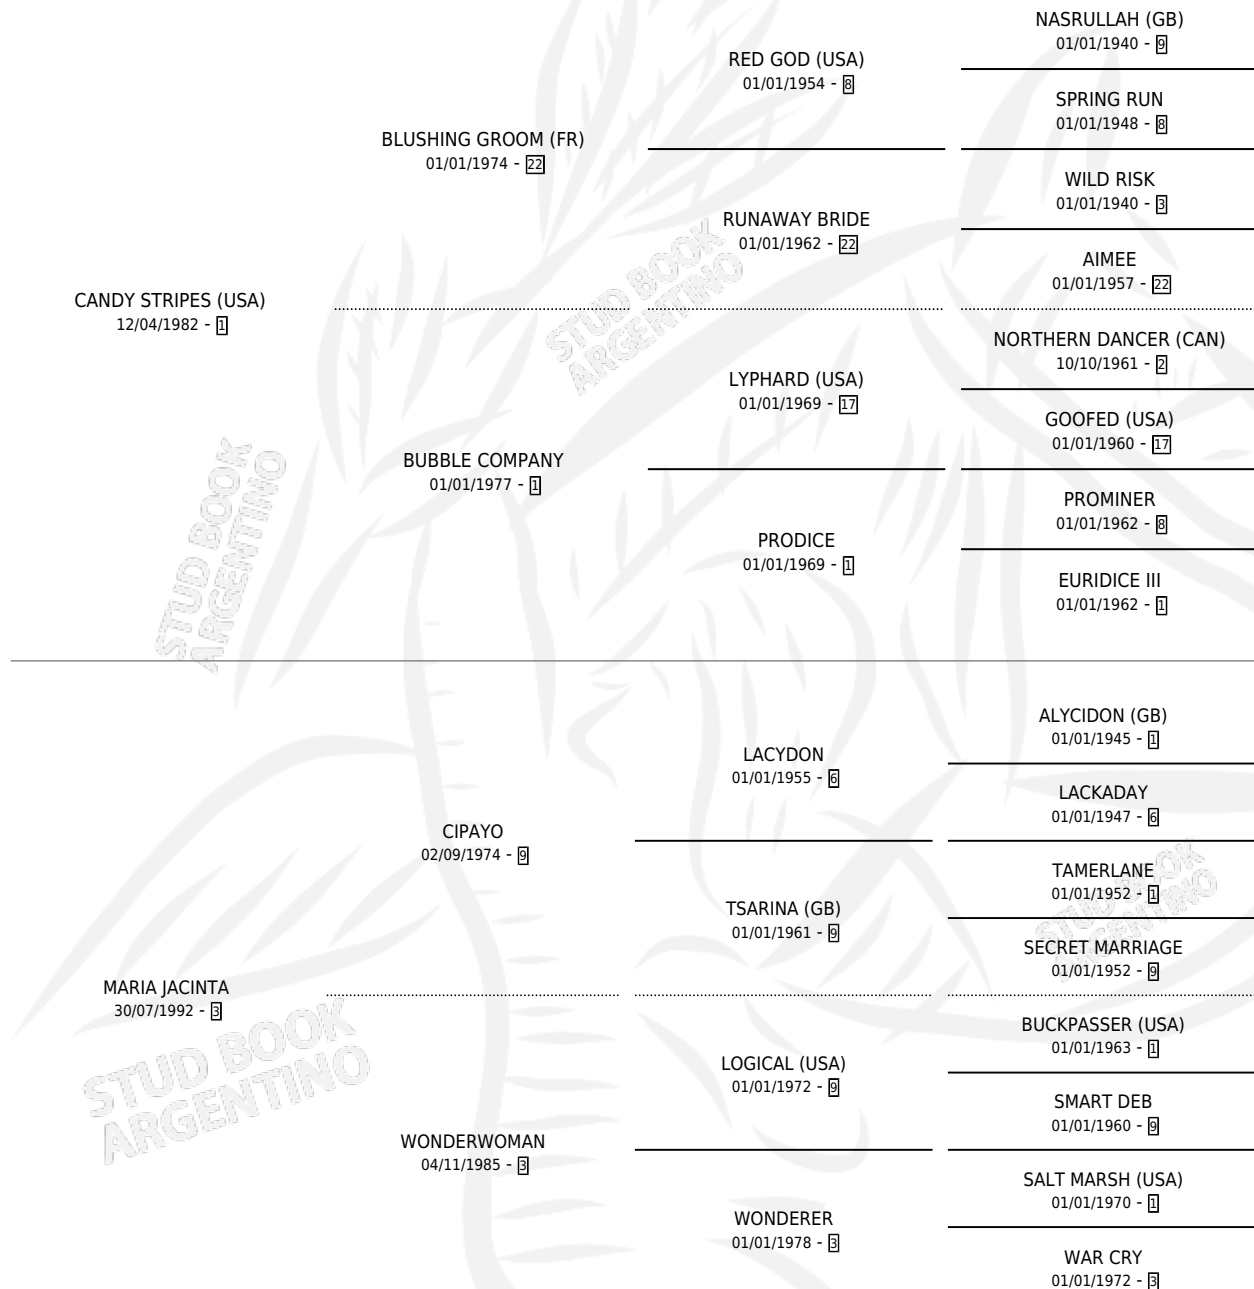 NASRULLAH (GB)
01/01/1940 - 9
RED GOD (USA)
01/01/1954 - 8
SPRING RUN
01/01/1948 - 8
BLUSHING GROOM (FR)
01/01/1974 - 22
WILD RISK
01/01/1940 - 3
RUNAWAY BRIDE
01/01/1962 - 22
AIMEE
01/01/1957 - 22
CANDY STRIPES (USA)
12/04/1982 - 1
NORTHERN DANCER (CAN)
10/10/1961 - 2
LYPHARD (USA)
01/01/1969 - 17
GOOFED (USA)
01/01/1960 - 17
BUBBLE COMPANY
01/01/1977 - 1
PROMINER
01/01/1962 - 8
PRODICE
01/01/1969 - 1
EURIDICE III
01/01/1962 - 1
STUD BOOK
ARGENTINO
STUD BOOK
ARGENTINO
ALYCIDON (GB)
01/01/1945 - 1
LACYDON
01/01/1955 - 6
LACKADAY
01/01/1947 - 6
CIPAYO
02/09/1974 - 9
TAMERLANE
01/01/1952 - 1
TSARINA (GB)
01/01/1961 - 9
SECRET MARRIAGE
01/01/1952 - 9
MARIA JACINTA
30/07/1992 - 3
BUCKPASSER (USA)
01/01/1963 - 1
LOGICAL (USA)
01/01/1972 - 9
SMART DEB
01/01/1960 - 9
WONDERWOMAN
04/11/1985 - 3
SALT MARSH (USA)
01/01/1970 - 1
WONDERER
01/01/1978 - 3
WAR CRY
01/01/1972 - 3
STUD BOOK
ARGENTINO
STUD BOOK
ARGENTINO